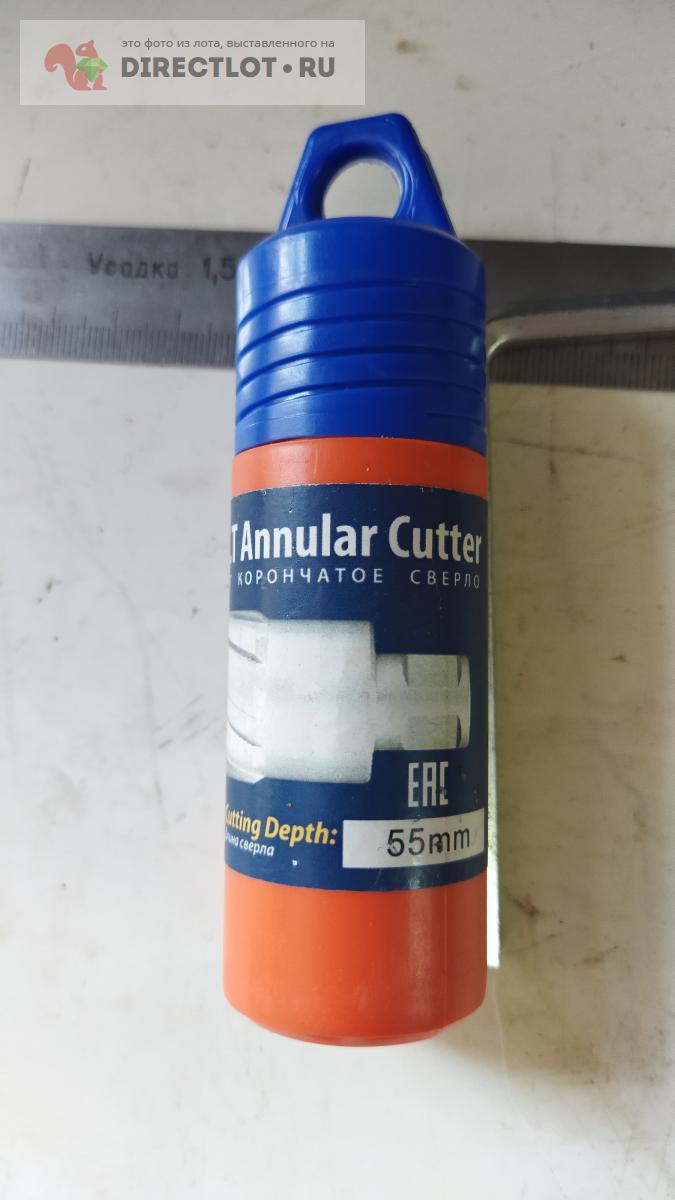 это фото из лота, выставленного на
DIRECTLOT.RU
Усадка 1,5
T Annular Cutter
КОРОНЧАТОЕ СВЕРЛО
EAC
Cutting Depth:
55mm
сверла